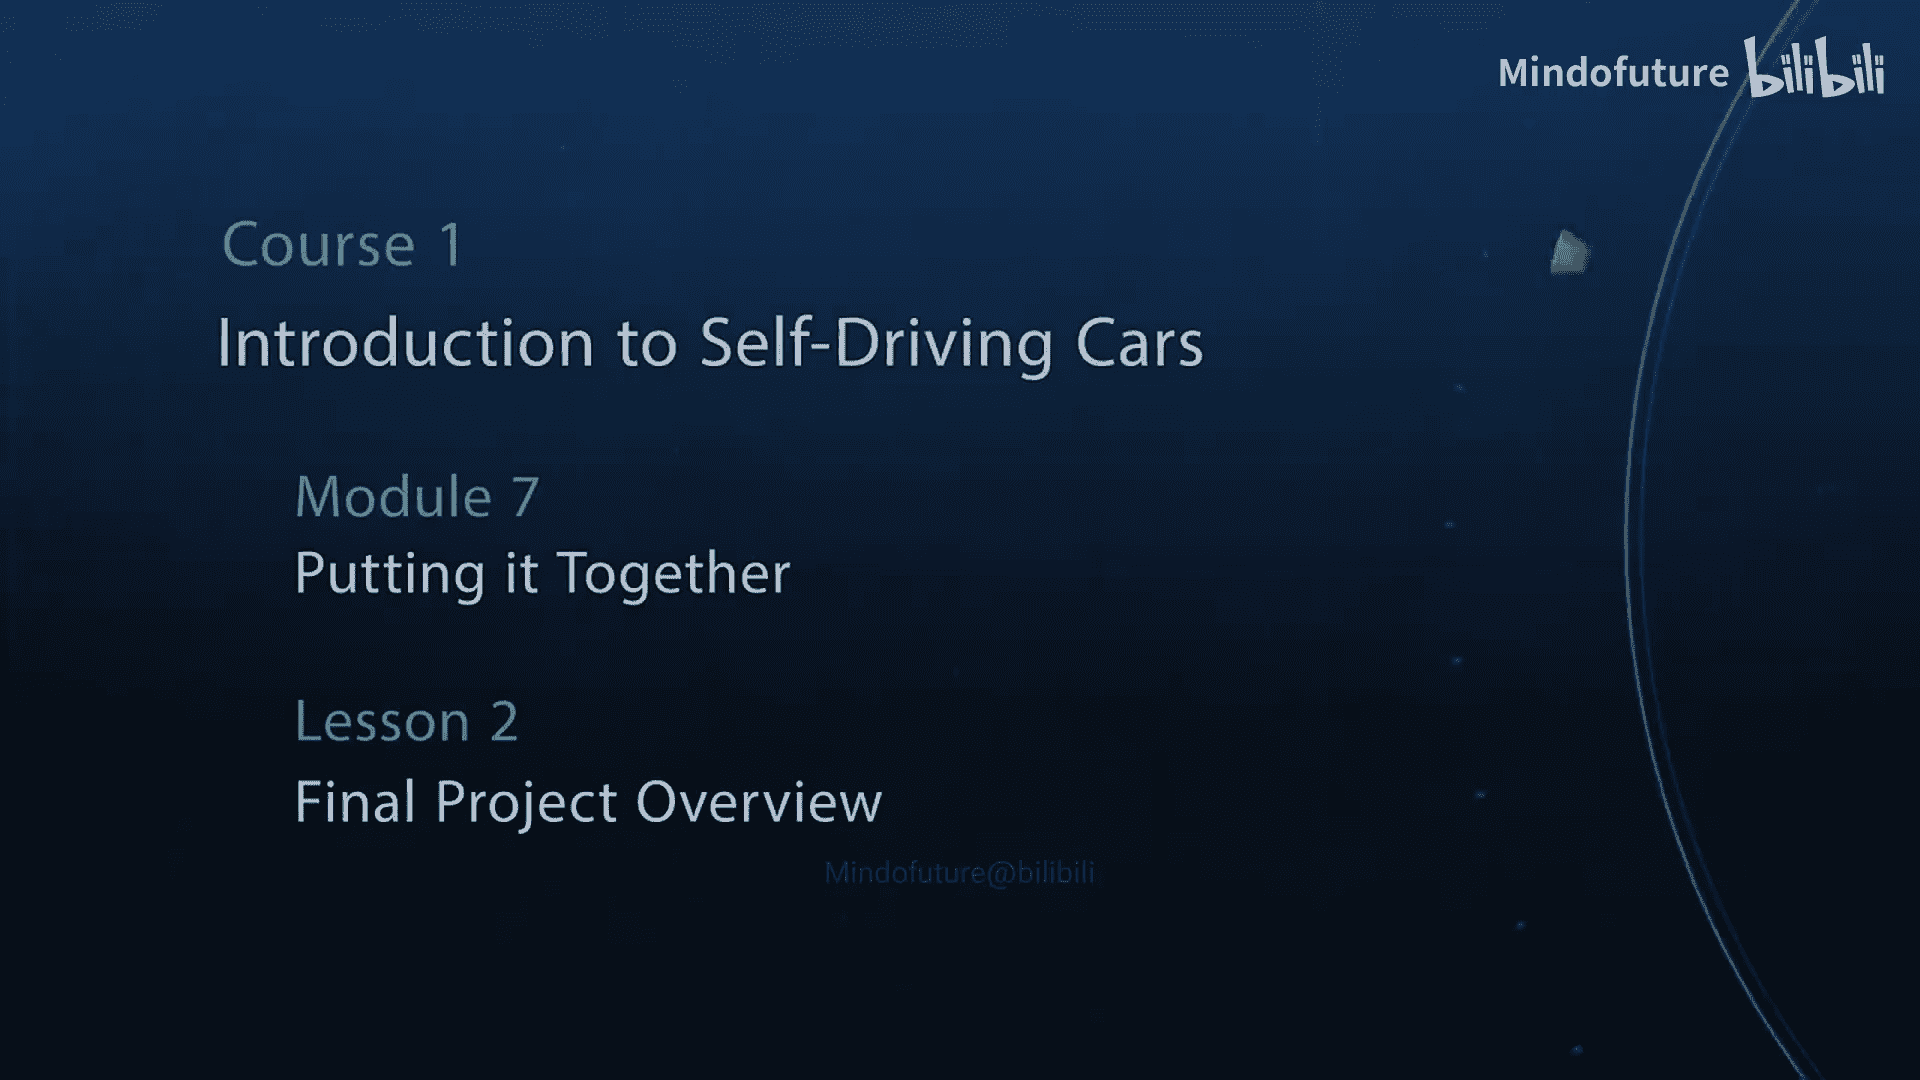 Mindofuture bilibili
Course 1
Introduction to Self-Driving Cars
Module 7
Putting it Together
Lesson 2
Final Project Overview
Mindofuture@bilibili